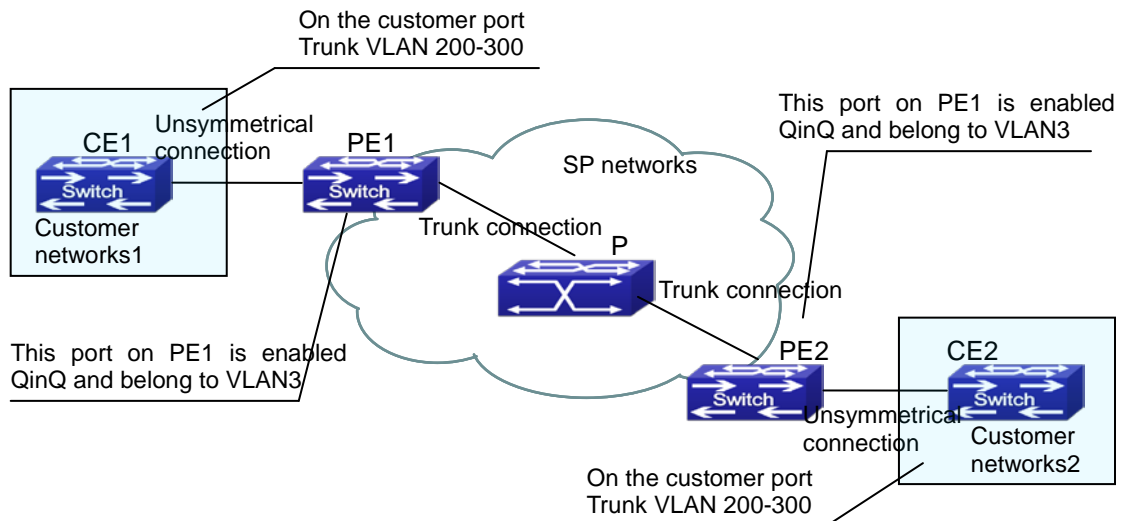 On the customer port
Trunk VLAN 200-300
This port on PE1 is enabled
QinQ and belong to VLAN3
Unsymmetrical
connection
CE1
PE1
SP networks
Switch
Switch
Customer
networks1
Trunk connection
P
Trunk connection
This port on PE1 is enabled
QinQ and belong to VLAN3
PE2
CE2
Switch
Switch
Unsymmetrical
connection
Customer
networks2
On the customer port
Trunk VLAN 200-300